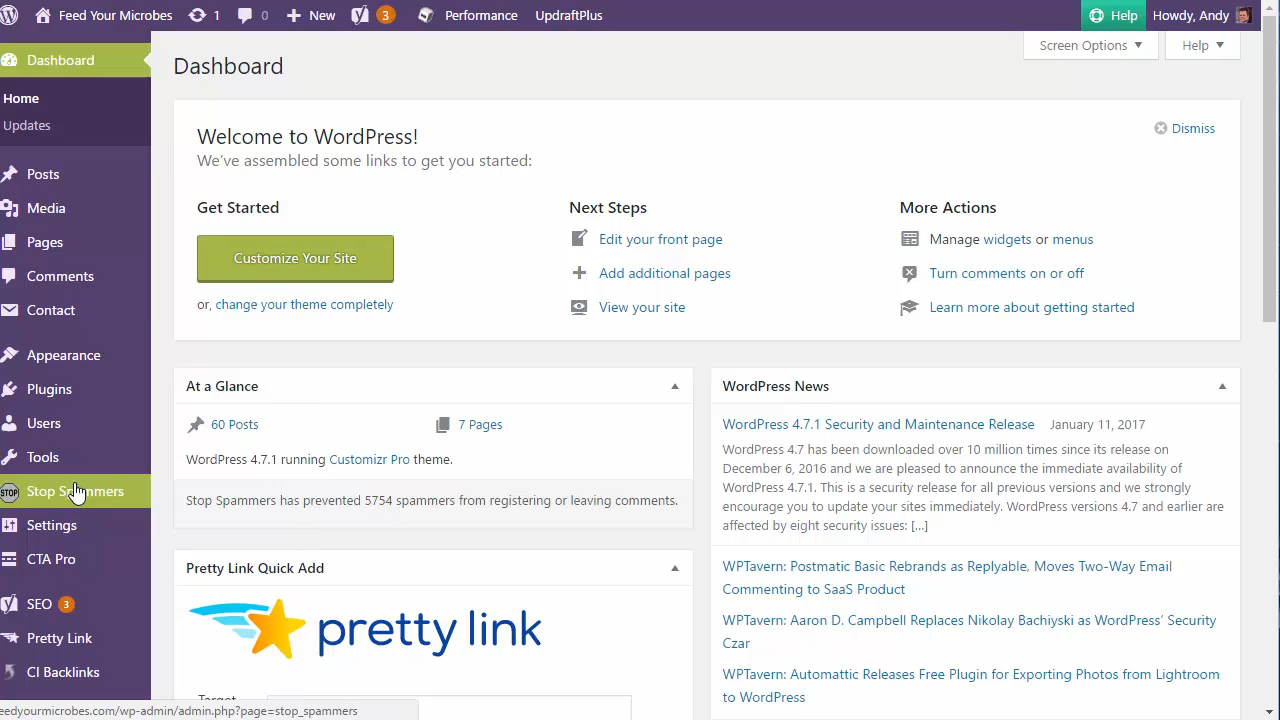 Feed Your Microbes 1 0 New 3 Performance UpdraftPlus Help Howdy, Andy
Screen Options Help
Dashboard
Home
Updates
Posts
Media
Pages
Comments
Contact
Appearance
Plugins
Users
Tools
STOP Stop Spammers
Settings
CTA Pro
SEO 3
Pretty Link
CI Backlinks
Dashboard
Welcome to WordPress!
We've assembled some links to get you started:
Dismiss
Get Started
Customize Your Site
or, change your theme completely
Next Steps
Edit your front page
Add additional pages
View your site
More Actions
Manage widgets or menus
Turn comments on or off
Learn more about getting started
At a Glance
60 Posts 7 Pages
WordPress 4.7.1 running Customizr Pro theme.
Stop Spammers has prevented 5754 spammers from registering or leaving comments.
Pretty Link Quick Add
pretty link
Target
WordPress News
WordPress 4.7.1 Security and Maintenance Release January 11, 2017
WordPress 4.7 has been downloaded over 10 million times since its release on
December 6, 2016 and we are pleased to announce the immediate availability of
WordPress 4.7.1. This is a security release for all previous versions and we strongly
encourage you to update your sites immediately. WordPress versions 4.7 and earlier are
affected by eight security issues: [...]
WPTavern: Postmatic Basic Rebrands as Replyable, Moves Two-Way Email
Commenting to SaaS Product
WPTavern: Aaron D. Campbell Replaces Nikolay Bachiyski as WordPress' Security
Czar
WPTavern: Automattic Releases Free Plugin for Exporting Photos from Lightroom
to WordPress
eedyourmicrobes.com/wp-admin/admin.php?page=stop_spammers